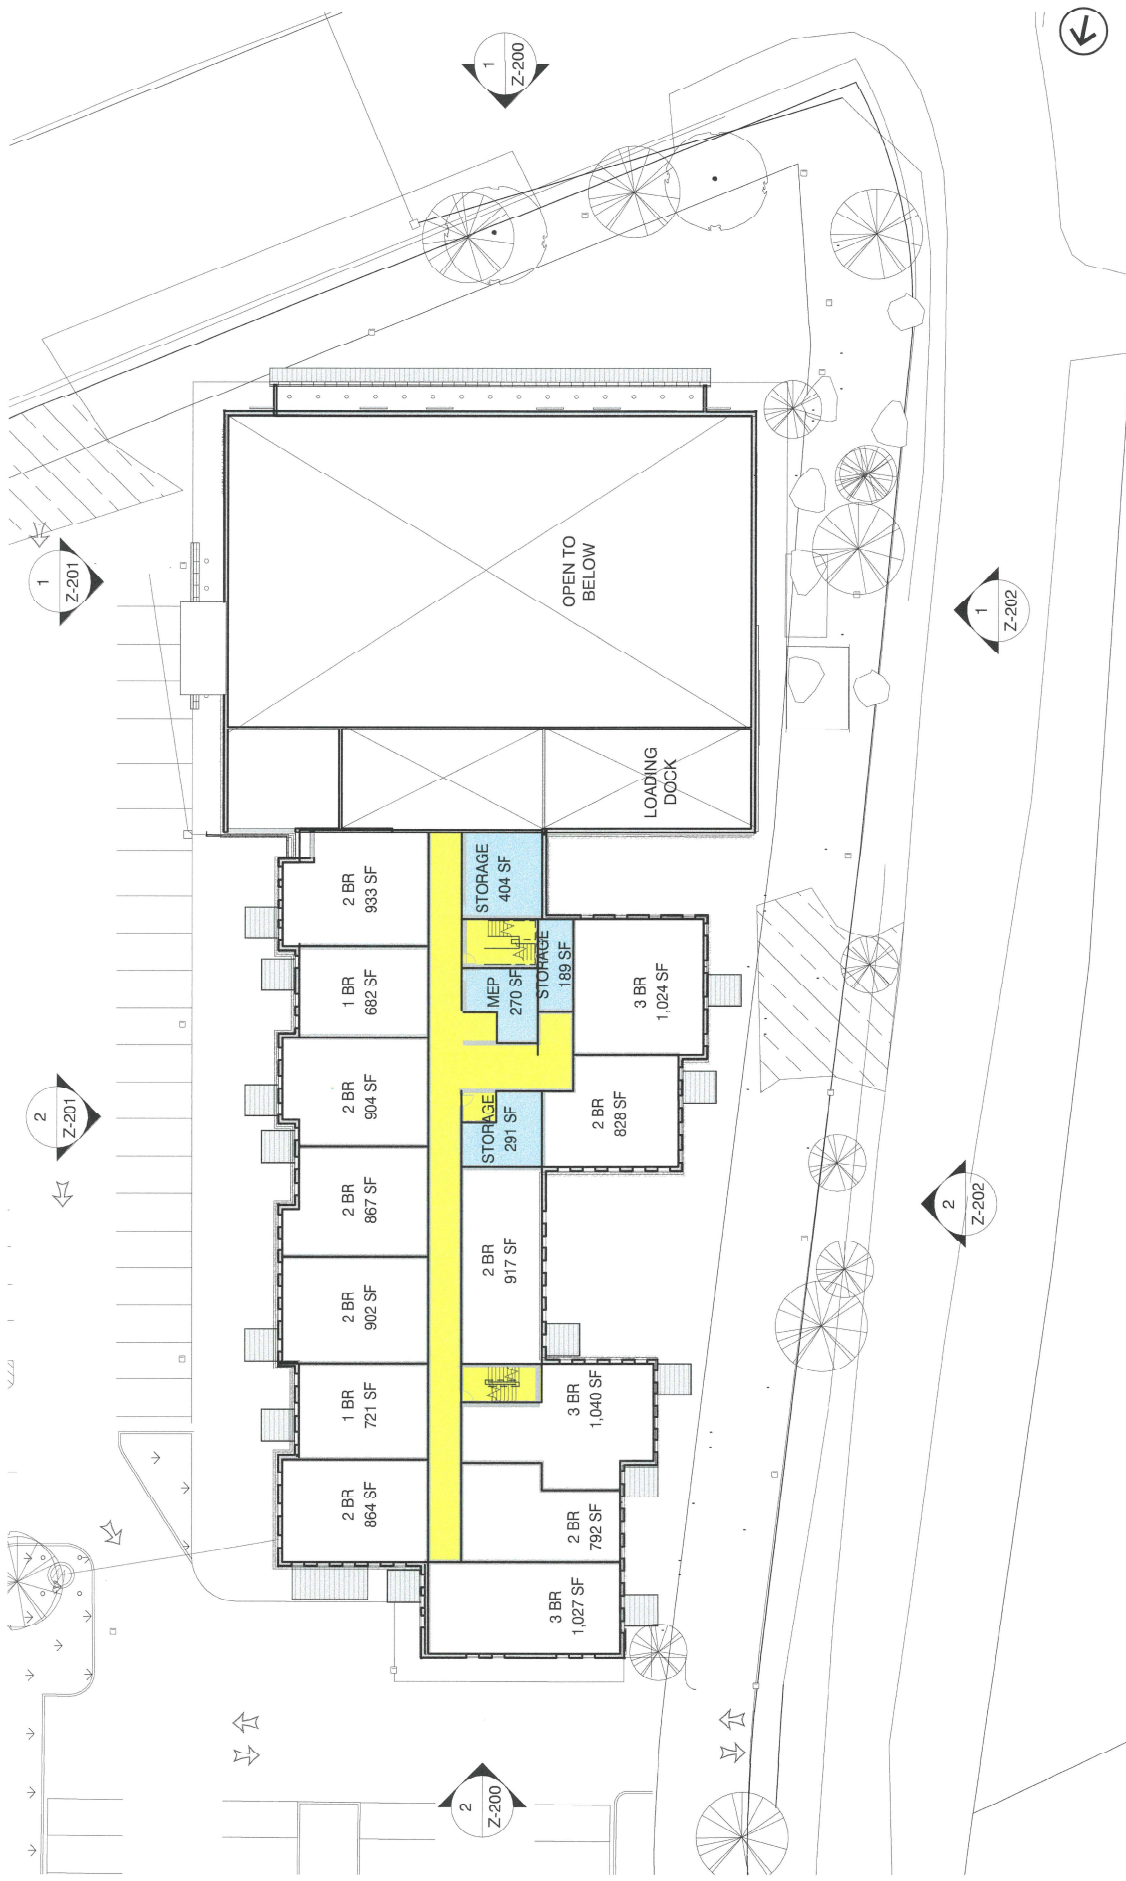 1
Z-200
1
Z-201
OPEN TO
BELOW
1
Z-202
LOADING
DOCK
2 BR
933 SF
STORAGE
404 SF
1 BR
682 SF
MEP
270 SF
STORAGE
189 SF
3 BR
1,024 SF
2
Z-201
2 BR
904 SF
STORAGE
291 SF
2 BR
828 SF
2 BR
867 SF
2 BR
917 SF
2
Z-202
2 BR
902 SF
1 BR
721 SF
3 BR
1,040 SF
2 BR
864 SF
2 BR
792 SF
3 BR
1,027 SF
2
Z-200